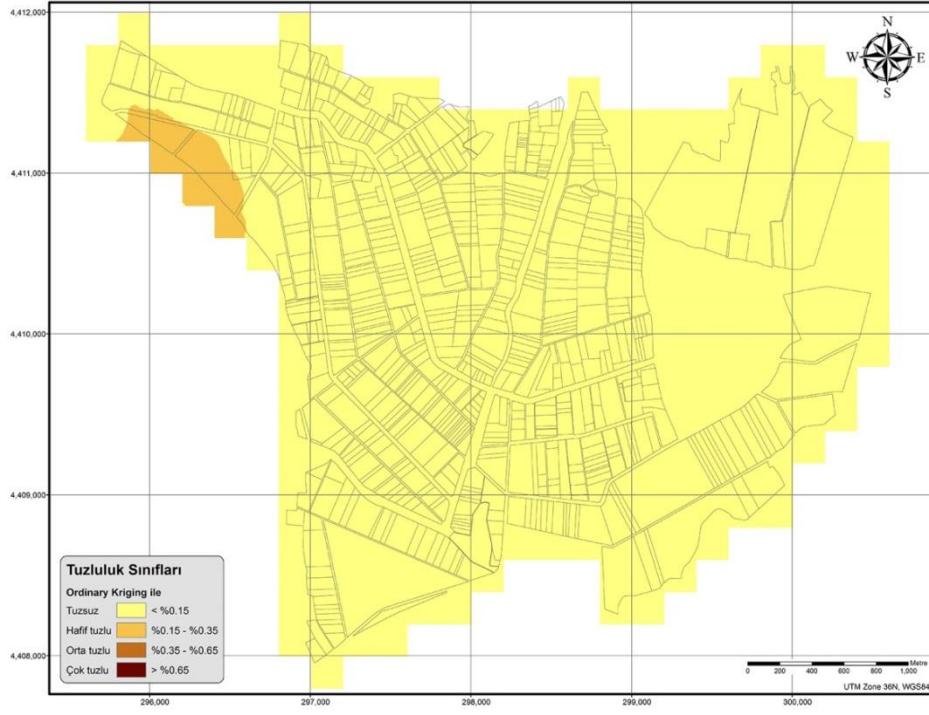 4,412,000
N
W E
S
4,411,000
4,410,000
4,409,000
4,408,000
Tuzluluk Sınıfları
Ordinary Kriging ile
Tuzsuz < %0.15
Hafif tuzlu %0.15 - %0.35
Orta tuzlu %0.35 - %0.65
Çok tuzlu > %0.65
Metre
0 200 400 600 800 1,000
UTM Zone 36N, WGS84
296,000 297,000 298,000 299,000 300,000